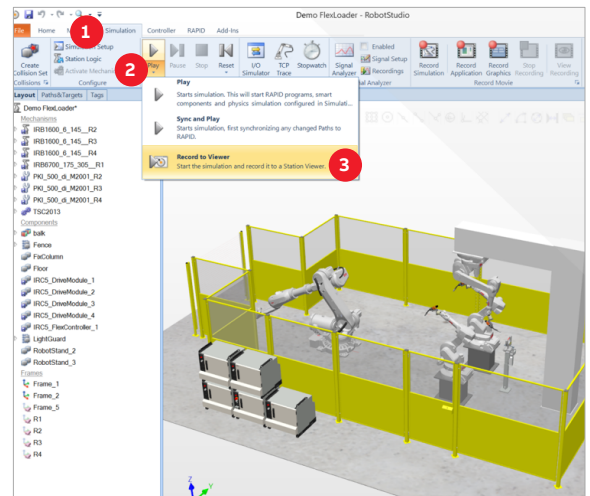 Demo FlexLoader - RobotStudio
File Home Simulation Controller RAPID Add-Ins
1
2
3
Create Collision Set
Collisions
Simulation Setup
Station Logic
Activate Mechanical
Configure
Play Pause Stop Reset
I/O Simulator
TCP Trace
Stopwatch
Signal Analyzer
Enabled
Signal Setup
Recordings
Record Simulation
Record Application
Record Graphics
Stop Recording
View Recording
Record Movie
Play
Starts simulation. This will start RAPID programs, smart
components and physics simulation configured in Simulati...
Sync and Play
Starts simulation, first synchronizing any changed Paths to
RAPID.
Record to Viewer
Start the simulation and record it to a Station Viewer.
Layout Paths&Targets Tags
Demo FlexLoader*
Mechanisms
IRB1600_6_145__R2
IRB1600_6_145__R3
IRB1600_6_145__R4
IRB6700_175_305__R1
PKI_500_di_M2001_R2
PKI_500_di_M2001_R3
PKI_500_di_M2001_R4
TSC2013
Components
balk
Fence
FixColumn
Floor
IRC5_DriveModule_1
IRC5_DriveModule_2
IRC5_DriveModule_3
IRC5_DriveModule_4
IRC5_FlexController_1
LightGuard
RobotStand_2
RobotStand_3
Frames
Frame_1
Frame_2
Frame_5
R1
R2
R3
R4
Z
Y